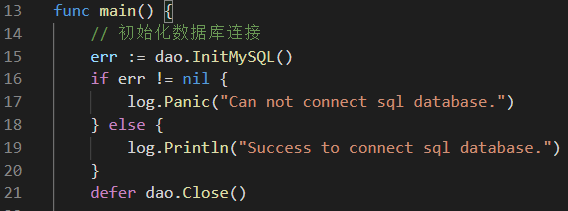 13 func main() {
14 // 初始化数据库连接
15 err := dao.InitMySQL()
16 if err != nil {
17 log.Panic("Can not connect sql database.")
18 } else {
19 log.Println("Success to connect sql database.")
20 }
21 defer dao.Close()